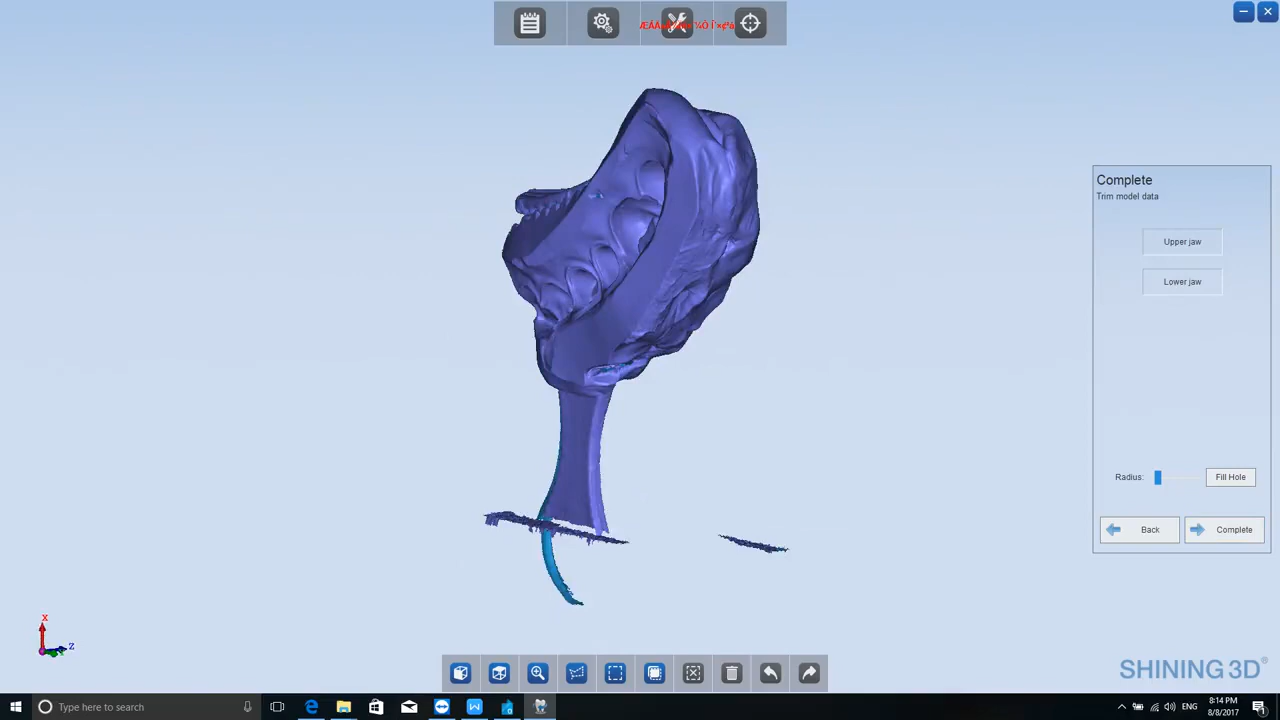 Complete
Trim model data
Upper jaw
Lower jaw
Radius:
Fill Hole
Back
Complete
X
Z
SHINING 3D®
Type here to search
ENG
8:14 PM
8/8/2017